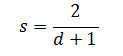 s = 2 / (d + 1)